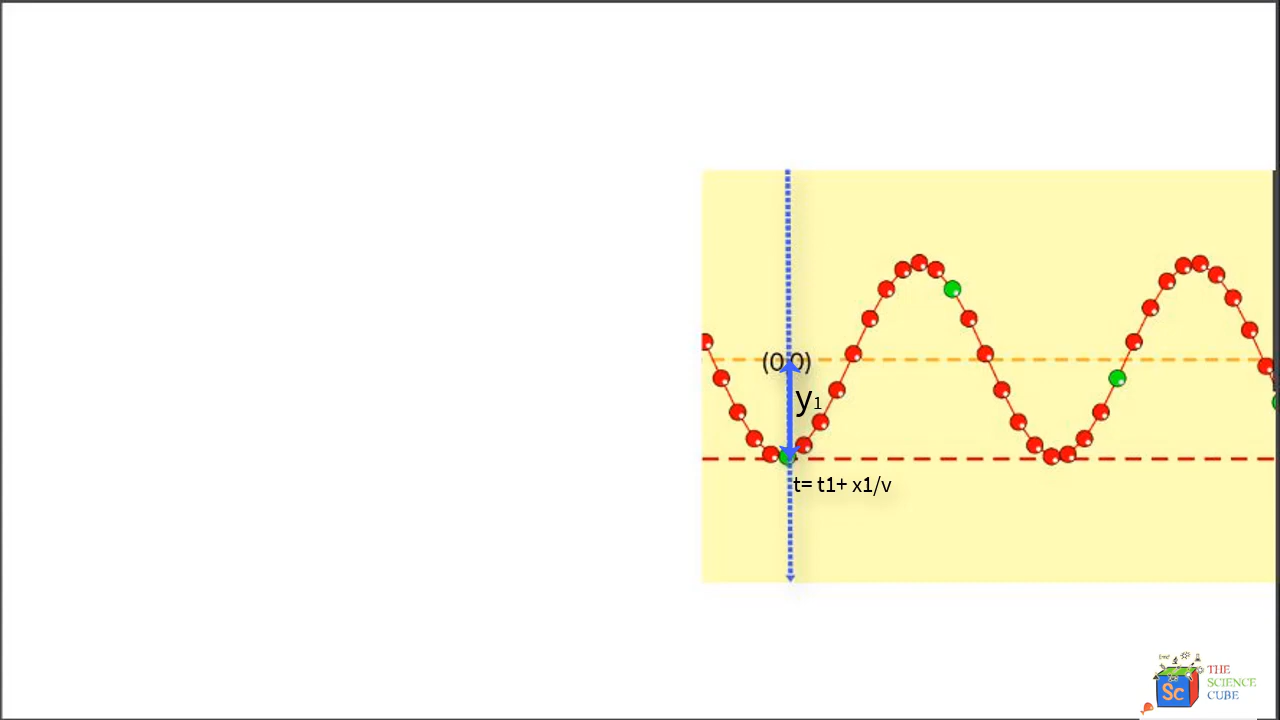 (0,0)
y1
t= t1+ x1/v
Sc
THE
SCIENCE
CUBE